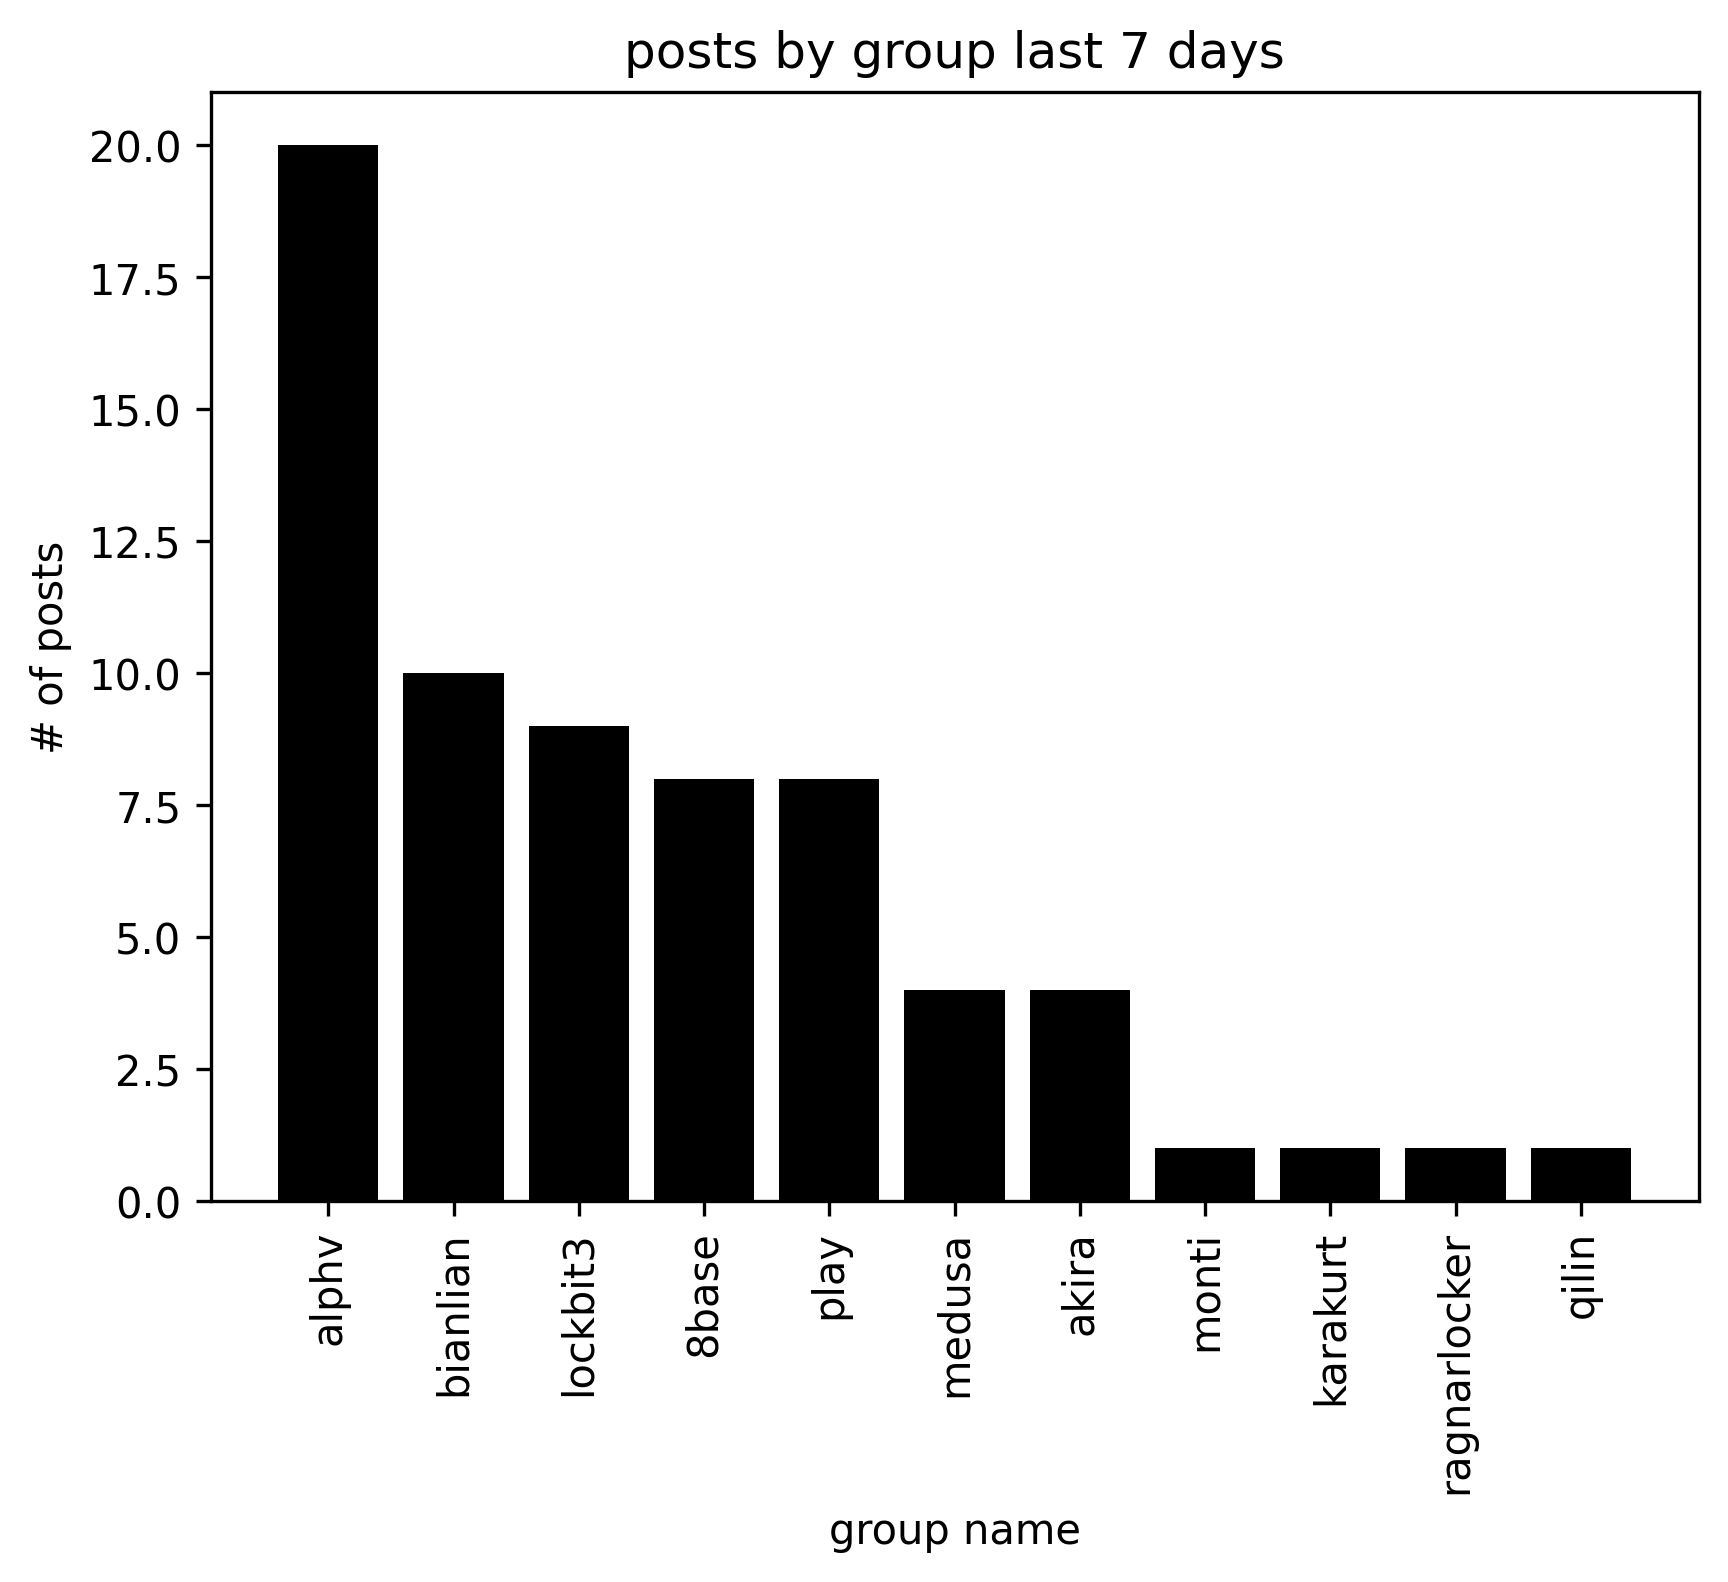 posts by group last 7 days
20.0
17.5
15.0
12.5
10.0
7.5
5.0
2.5
0.0
# of posts
alphv
bianlian
lockbit3
8base
play
medusa
akira
monti
karakurt
ragnarlocker
qilin
group name